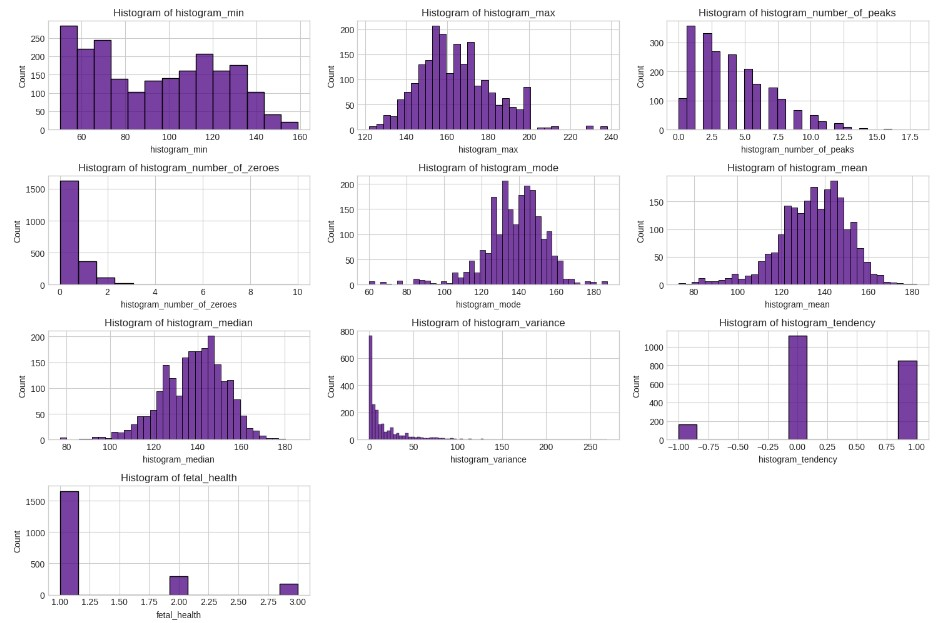 Histogram of histogram_min
Count
250
200
150
100
50
0
60 80 100 120 140 160
histogram_min
Histogram of histogram_max
Count
200
150
100
50
0
120 140 160 180 200 220 240
histogram_max
Histogram of histogram_number_of_peaks
Count
300
200
100
0
0.0 2.5 5.0 7.5 10.0 12.5 15.0 17.5
histogram_number_of_peaks
Histogram of histogram_number_of_zeroes
Count
1500
1000
500
0
0 2 4 6 8 10
histogram_number_of_zeroes
Histogram of histogram_mode
Count
200
150
100
50
0
60 80 100 120 140 160 180
histogram_mode
Histogram of histogram_mean
Count
150
100
50
0
80 100 120 140 160 180
histogram_mean
Histogram of histogram_median
Count
200
150
100
50
0
80 100 120 140 160 180
histogram_median
Histogram of histogram_variance
Count
800
600
400
200
0
0 50 100 150 200 250
histogram_variance
Histogram of histogram_tendency
Count
1000
800
600
400
200
0
−1.00 −0.75 −0.50 −0.25 0.00 0.25 0.50 0.75 1.00
histogram_tendency
Histogram of fetal_health
Count
1500
1000
500
0
1.00 1.25 1.50 1.75 2.00 2.25 2.50 2.75 3.00
fetal_health